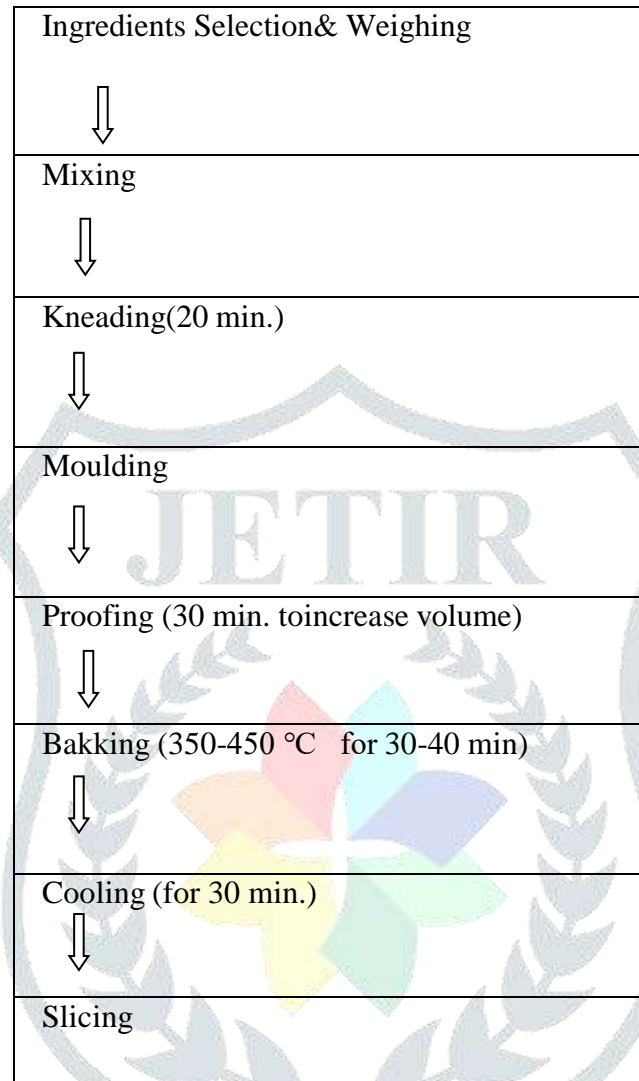 Ingredients Selection& Weighing
Mixing
Kneading(20 min.)
Moulding
JETIR
Proofing (30 min. toincrease volume)
Bakking (350-450 °C   for 30-40 min)
Cooling (for 30 min.)
Slicing